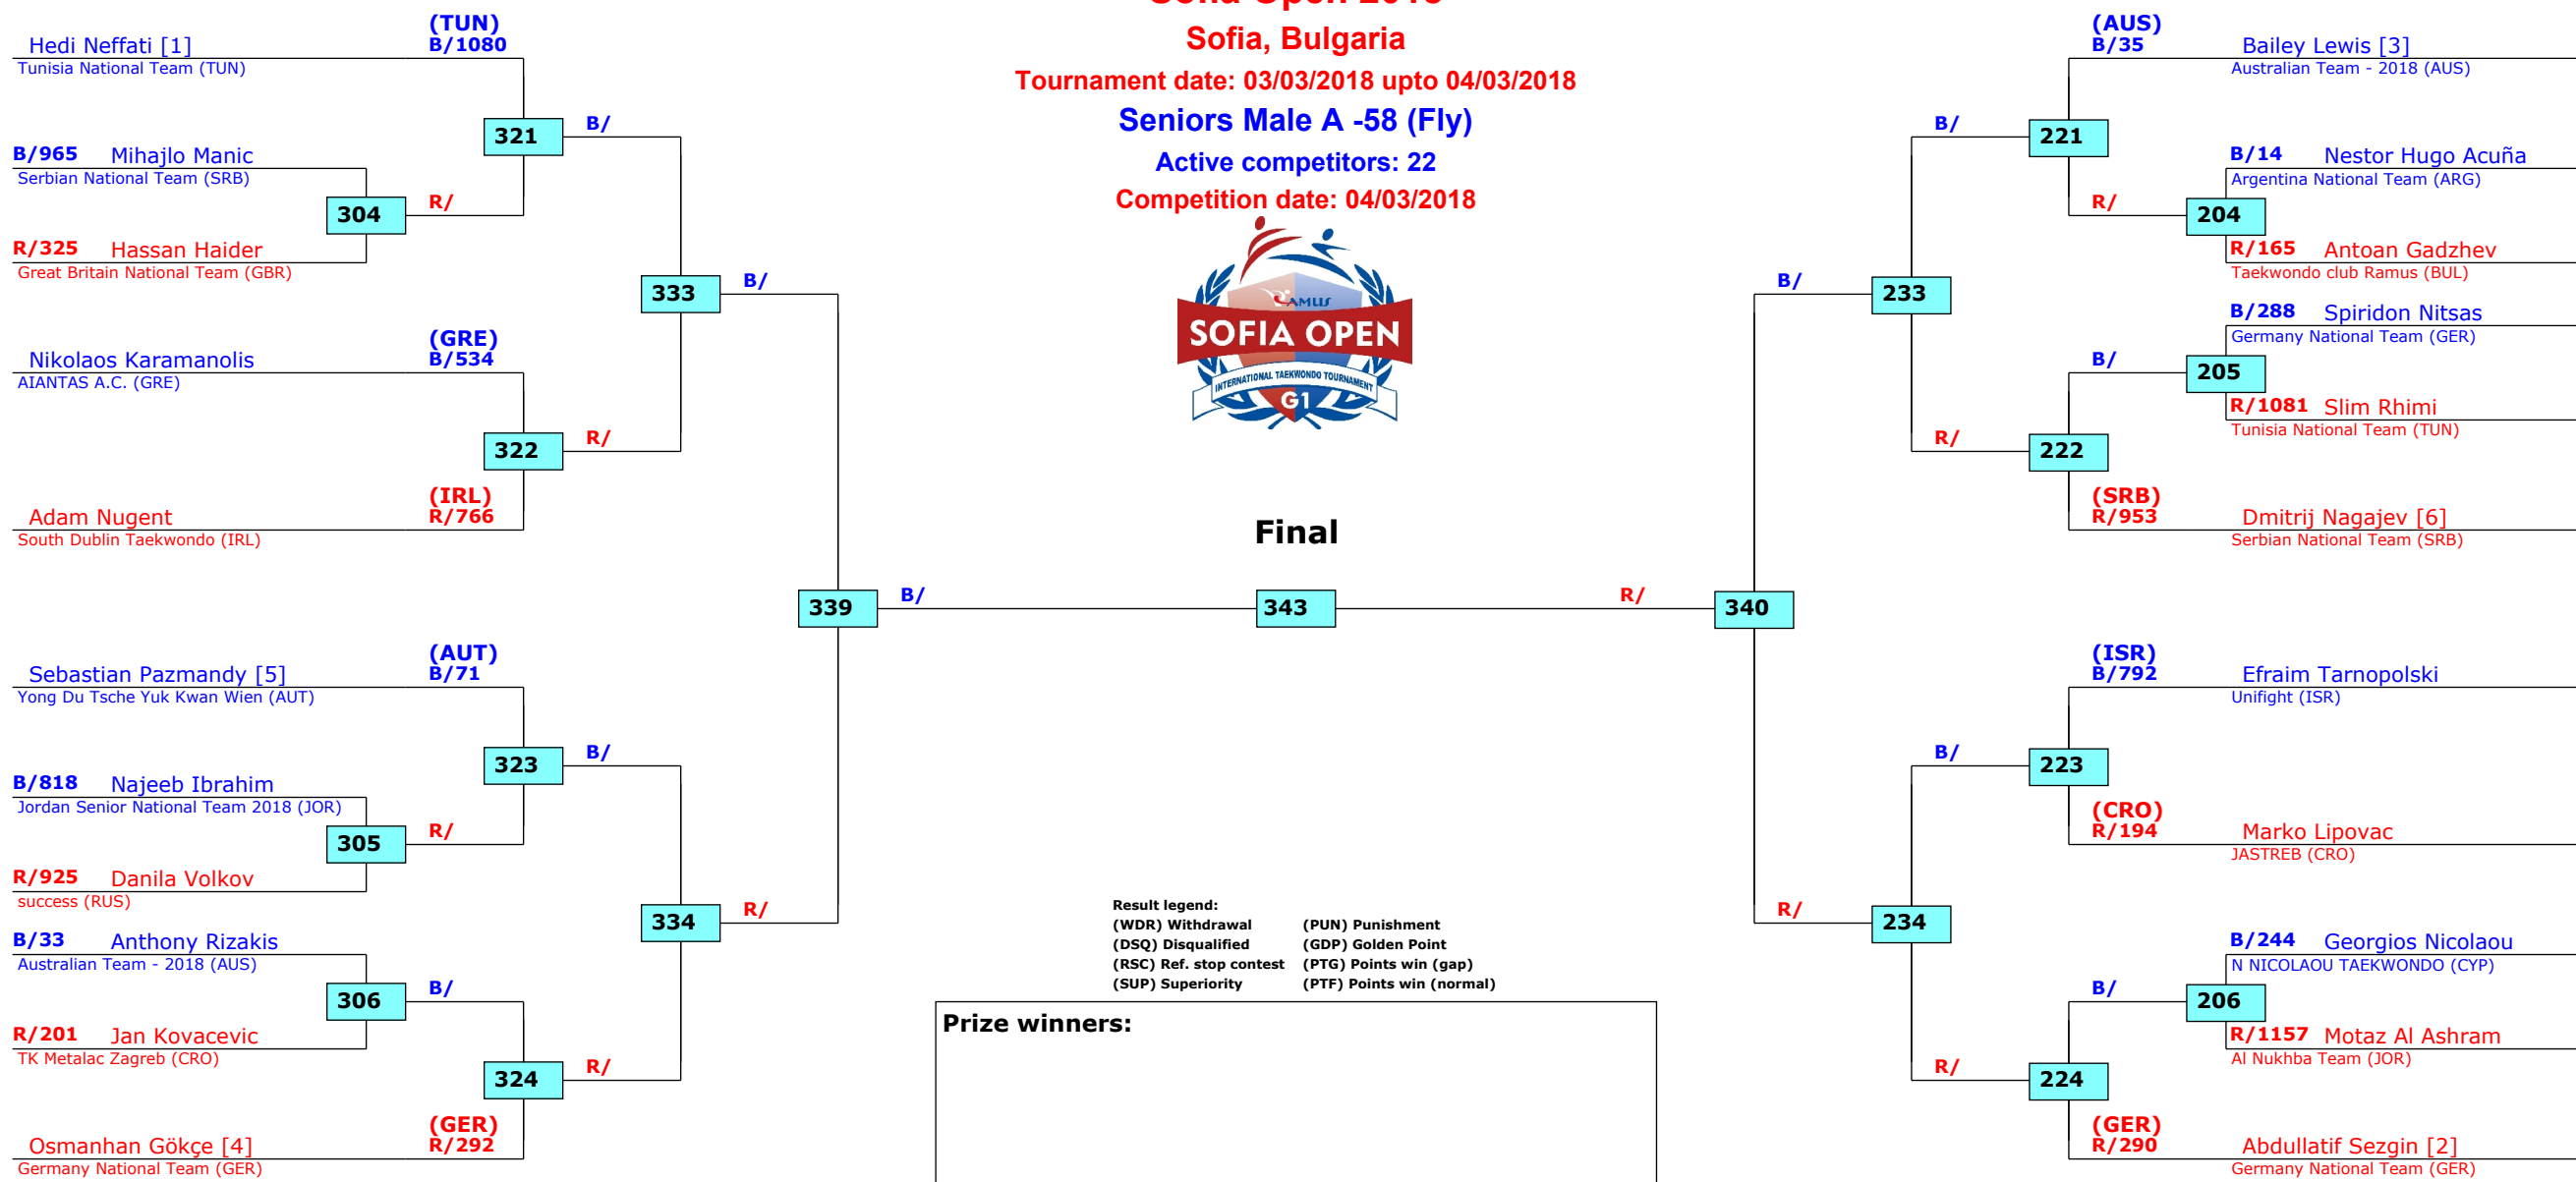 Sofia Open 2018
Sofia, Bulgaria
Tournament date: 03/03/2018 upto 04/03/2018
Seniors Male A -58 (Fly)
Active competitors: 22
Competition date: 04/03/2018
RAMUS
SOFIA OPEN
INTERNATIONAL TAEKWONDO TOURNAMENT
G1
(TUN)
Hedi Neffati [1] B/1080
Tunisia National Team (TUN)
321
B/
B/965 Mihajlo Manic
Serbian National Team (SRB)
304
R/
R/325 Hassan Haider
Great Britain National Team (GBR)
333
B/
(GRE)
Nikolaos Karamanolis B/534
AIANTAS A.C. (GRE)
322
R/
(IRL)
Adam Nugent R/766
South Dublin Taekwondo (IRL)
339
B/
(AUT)
Sebastian Pazmandy [5] B/71
Yong Du Tsche Yuk Kwan Wien (AUT)
323
B/
B/818 Najeeb Ibrahim
Jordan Senior National Team 2018 (JOR)
305
R/
R/925 Danila Volkov
success (RUS)
334
R/
B/33 Anthony Rizakis
Australian Team - 2018 (AUS)
306
B/
R/201 Jan Kovacevic
TK Metalac Zagreb (CRO)
324
R/
(GER)
Osmanhan Gökçe [4] R/292
Germany National Team (GER)
Final
343
R/
340
(AUS)
B/35 Bailey Lewis [3]
Australian Team - 2018 (AUS)
B/
221
B/14 Nestor Hugo Acuña
Argentina National Team (ARG)
R/
204
R/165 Antoan Gadzhev
Taekwondo club Ramus (BUL)
B/
233
B/288 Spiridon Nitsas
Germany National Team (GER)
B/
205
R/1081 Slim Rhimi
Tunisia National Team (TUN)
R/
222
(SRB)
R/953 Dmitrij Nagajev [6]
Serbian National Team (SRB)
(ISR)
B/792 Efraim Tarnopolski
Unifight (ISR)
B/
223
(CRO)
R/194 Marko Lipovac
JASTREB (CRO)
R/
234
B/244 Georgios Nicolaou
N NICOLAOU TAEKWONDO (CYP)
B/
206
R/1157 Motaz Al Ashram
Al Nukhba Team (JOR)
R/
224
(GER)
R/290 Abdullatif Sezgin [2]
Germany National Team (GER)
Result legend:
(WDR) Withdrawal (PUN) Punishment
(DSQ) Disqualified (GDP) Golden Point
(RSC) Ref. stop contest (PTG) Points win (gap)
(SUP) Superiority (PTF) Points win (normal)
Prize winners: